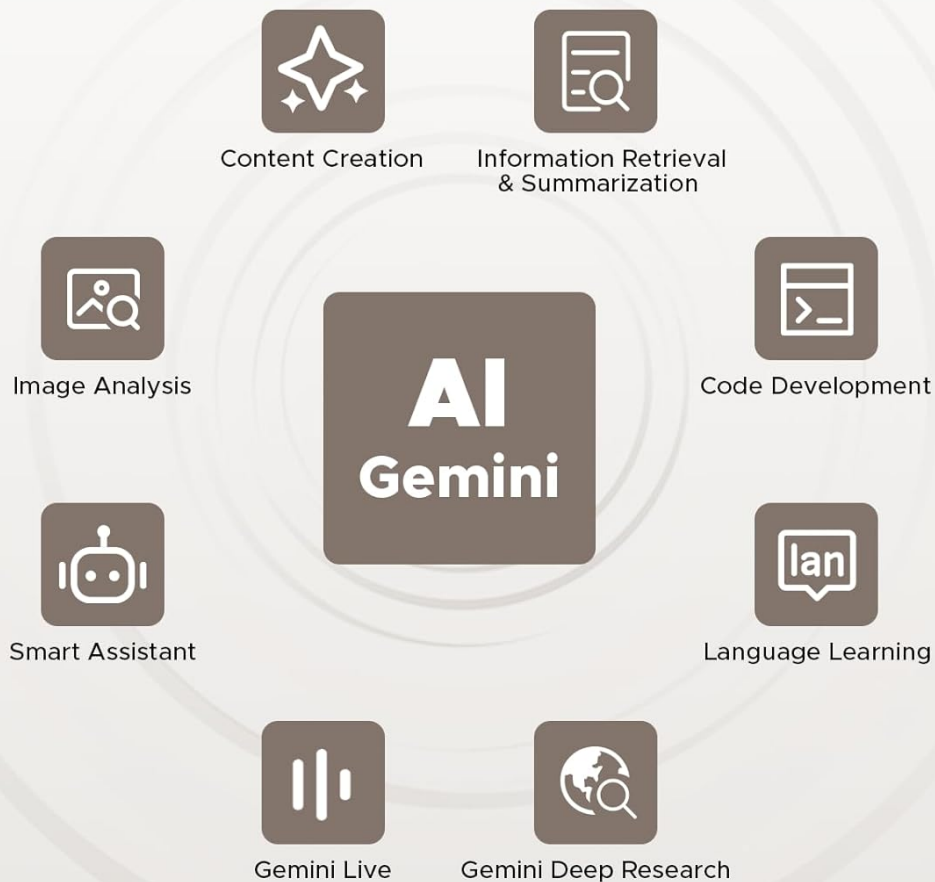 Content Creation
Information Retrieval
& Summarization
Image Analysis
Code Development
AI
Gemini
lan
Smart Assistant
Language Learning
Gemini Live
Gemini Deep Research